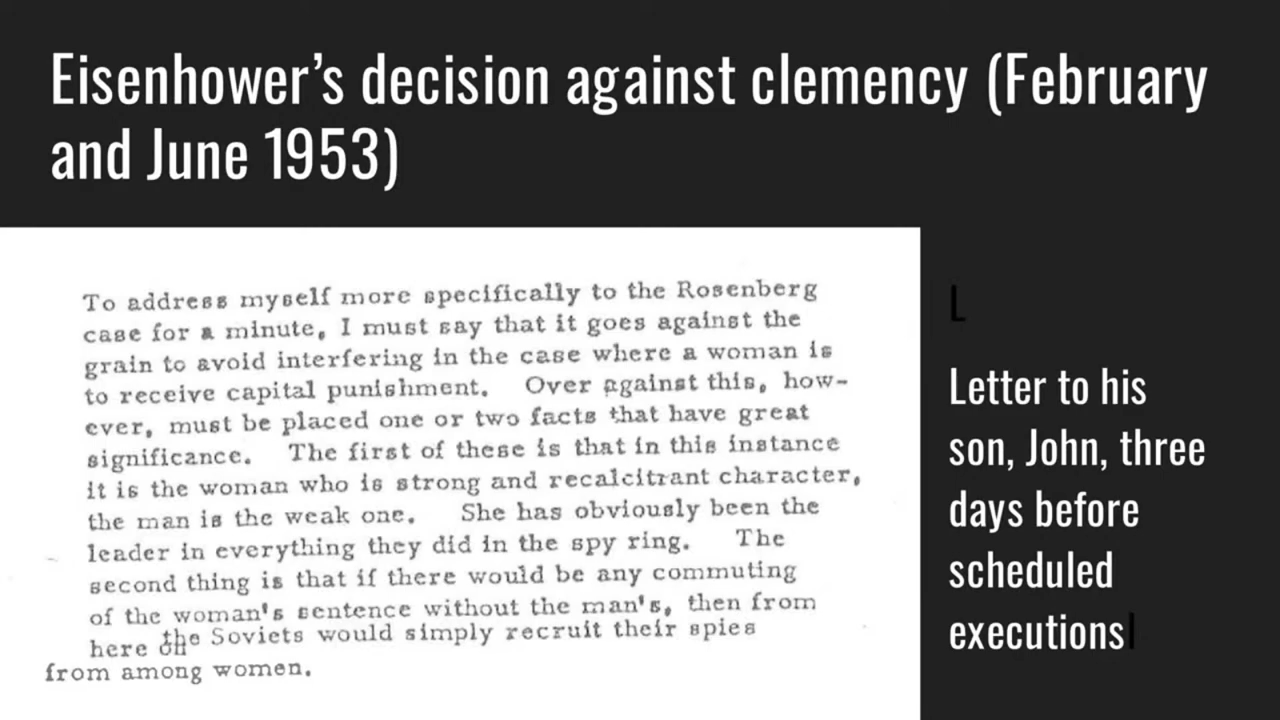 Eisenhower's decision against clemency (February
and June 1953)
To address myself more specifically to the Rosenberg
case for a minute, I must say that it goes against the
grain to avoid interfering in the case where a woman is
to receive capital punishment. Over against this, how-
ever, must be placed one or two facts that have great
significance. The first of these is that in this instance
it is the woman who is strong and recalcitrant character,
the man is the weak one. She has obviously been the
leader in everything they did in the spy ring. The
second thing is that if there would be any commuting
of the woman's sentence without the man's, then from
here on the Soviets would simply recruit their spies
from among women.
L
Letter to his
son, John, three
days before
scheduled
executions